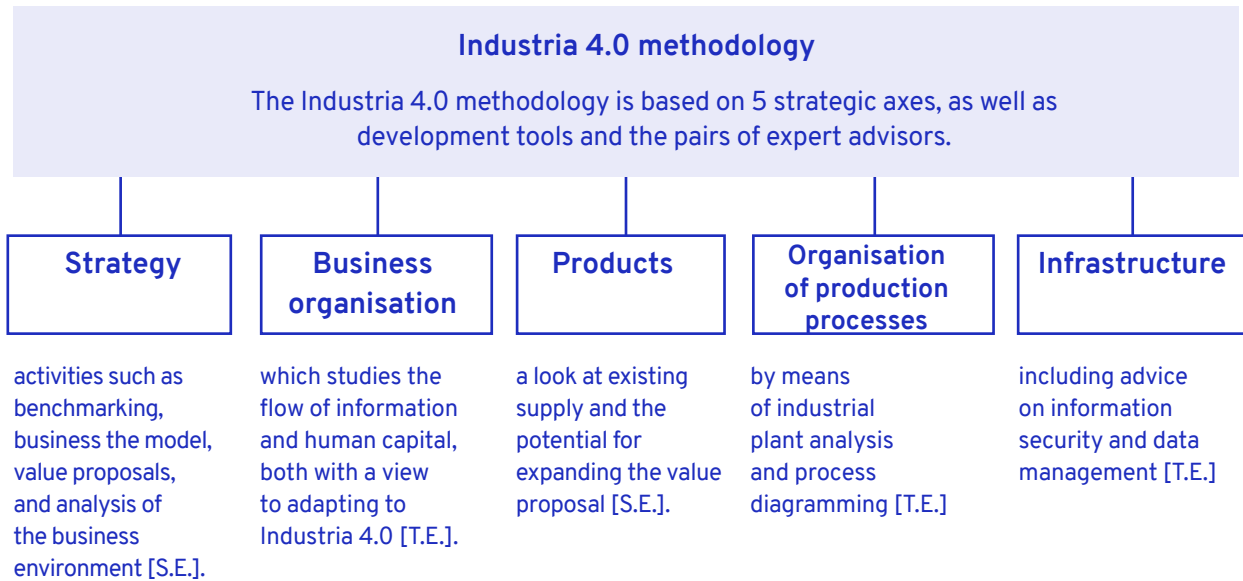 Industria 4.0 methodology
The Industria 4.0 methodology is based on 5 strategic axes, as well as
development tools and the pairs of expert advisors.
Strategy
activities such as
benchmarking,
business the model,
value proposals,
and analysis of
the business
environment [S.E.].
Business
organisation
which studies the
flow of information
and human capital,
both with a view
to adapting to
Industria 4.0 [T.E.].
Products
a look at existing
supply and the
potential for
expanding the value
proposal [S.E.].
Organisation
of production
processes
by means
of industrial
plant analysis
and process
diagramming [T.E.]
Infrastructure
including advice
on information
security and data
management [T.E.]